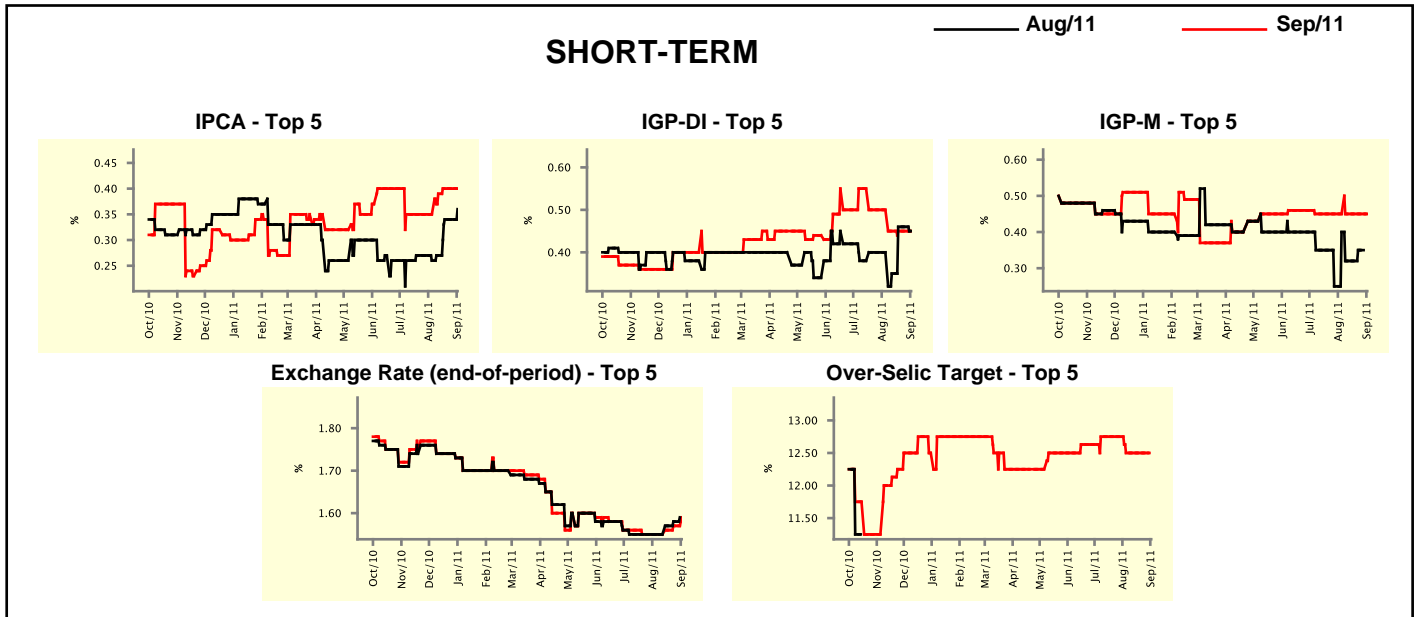 Aug/11 Sep/11
SHORT-TERM
IPCA - Top 5
0.45
0.40
0.35
0.30
0.25
%
Oct/10 Nov/10 Dec/10 Jan/11 Feb/11 Mar/11 Apr/11 May/11 Jun/11 Jul/11 Aug/11 Sep/11
IGP-DI - Top 5
0.60
0.50
0.40
%
Oct/10 Nov/10 Dec/10 Jan/11 Feb/11 Mar/11 Apr/11 May/11 Jun/11 Jul/11 Aug/11 Sep/11
IGP-M - Top 5
0.60
0.50
0.40
0.30
%
Oct/10 Nov/10 Dec/10 Jan/11 Feb/11 Mar/11 Apr/11 May/11 Jun/11 Jul/11 Aug/11 Sep/11
Exchange Rate (end-of-period) - Top 5
1.80
1.70
1.60
%
Oct/10 Nov/10 Dec/10 Jan/11 Feb/11 Mar/11 Apr/11 May/11 Jun/11 Jul/11 Aug/11 Sep/11
Over-Selic Target - Top 5
13.00
12.50
12.00
11.50
%
Oct/10 Nov/10 Dec/10 Jan/11 Feb/11 Mar/11 Apr/11 May/11 Jun/11 Jul/11 Aug/11 Sep/11